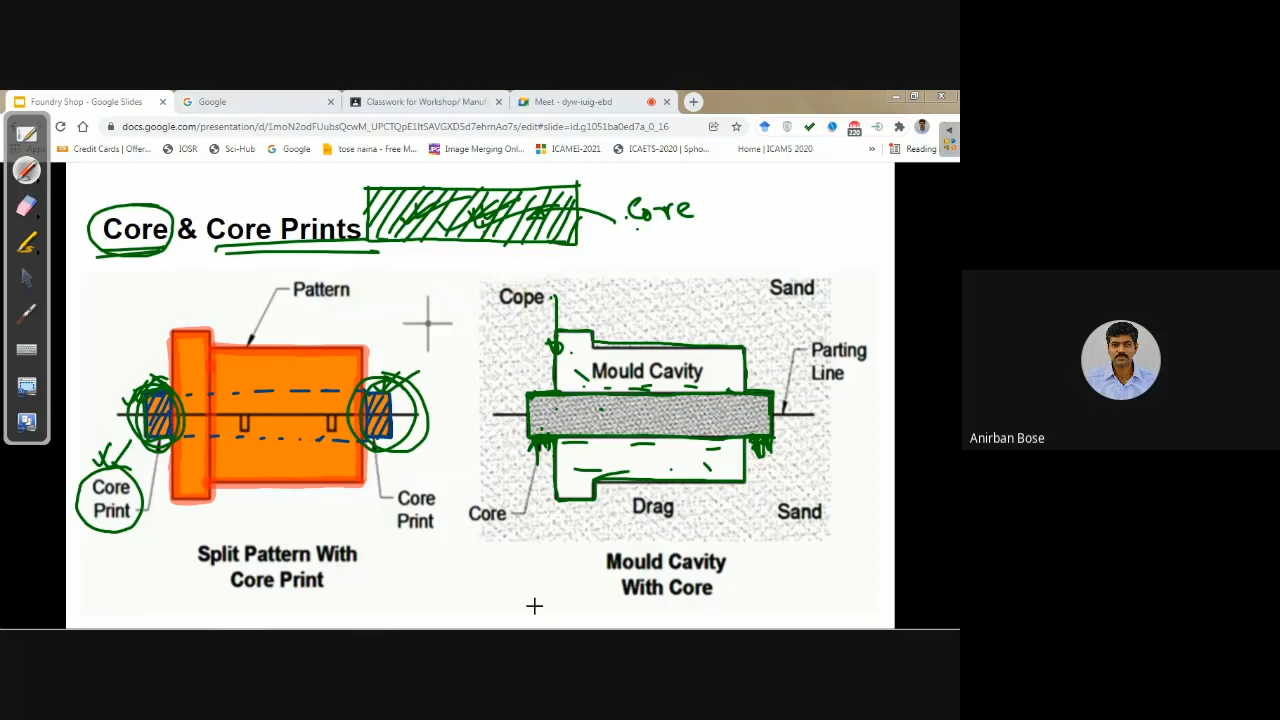 Foundry Shop - Google Slides
Google
Classwork for Workshop/ Manuf
Meet - dyw-iuig-ebd
docs.google.com/presentation/d/1moN2odFUubsQcwM_UPCTQpE1ItSAVGXD5d7ehrnAo7s/edit#slide=id.g1051ba0ed7a_0_16
220
Apps
Credit Cards | Offer...
IOSR
Sci-Hub
Google
tose naina - Free M...
Image Merging Onl...
ICAMEI-2021
ICAETS-2020 | Spho...
Home | ICAMS 2020
»
Reading
Core & Core Prints
Core
Pattern
Core
Print
Core
Print
Split Pattern With
Core Print
Cope
Sand
Mould Cavity
Parting
Line
Core
Drag
Sand
Mould Cavity
With Core
Anirban Bose